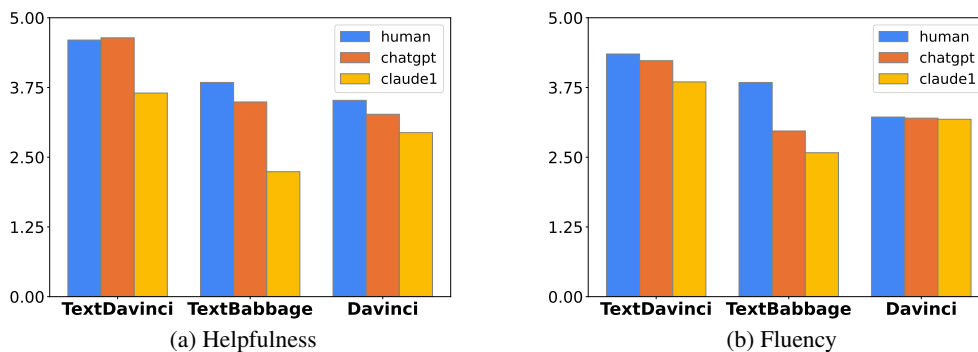 5.00
3.75
2.50
1.25
0.00
human
chatgpt
claude1
TextDavinci TextBabbage Davinci
(a) Helpfulness
5.00
3.75
2.50
1.25
0.00
human
chatgpt
claude1
TextDavinci TextBabbage Davinci
(b) Fluency